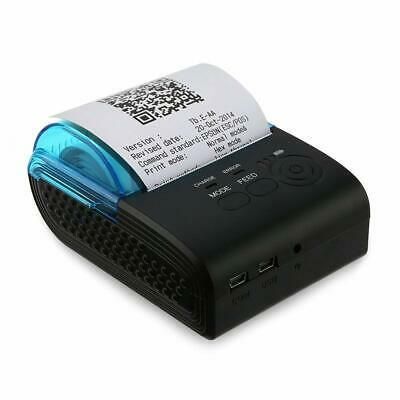 Tb.E-AA
Version :
20-Oct-2014
Revised date:
Command standard:EPSON(ESC/POS)
Normal moded
Print mode:
Hex mode
CHARGE
ERROR
MODE
FEED